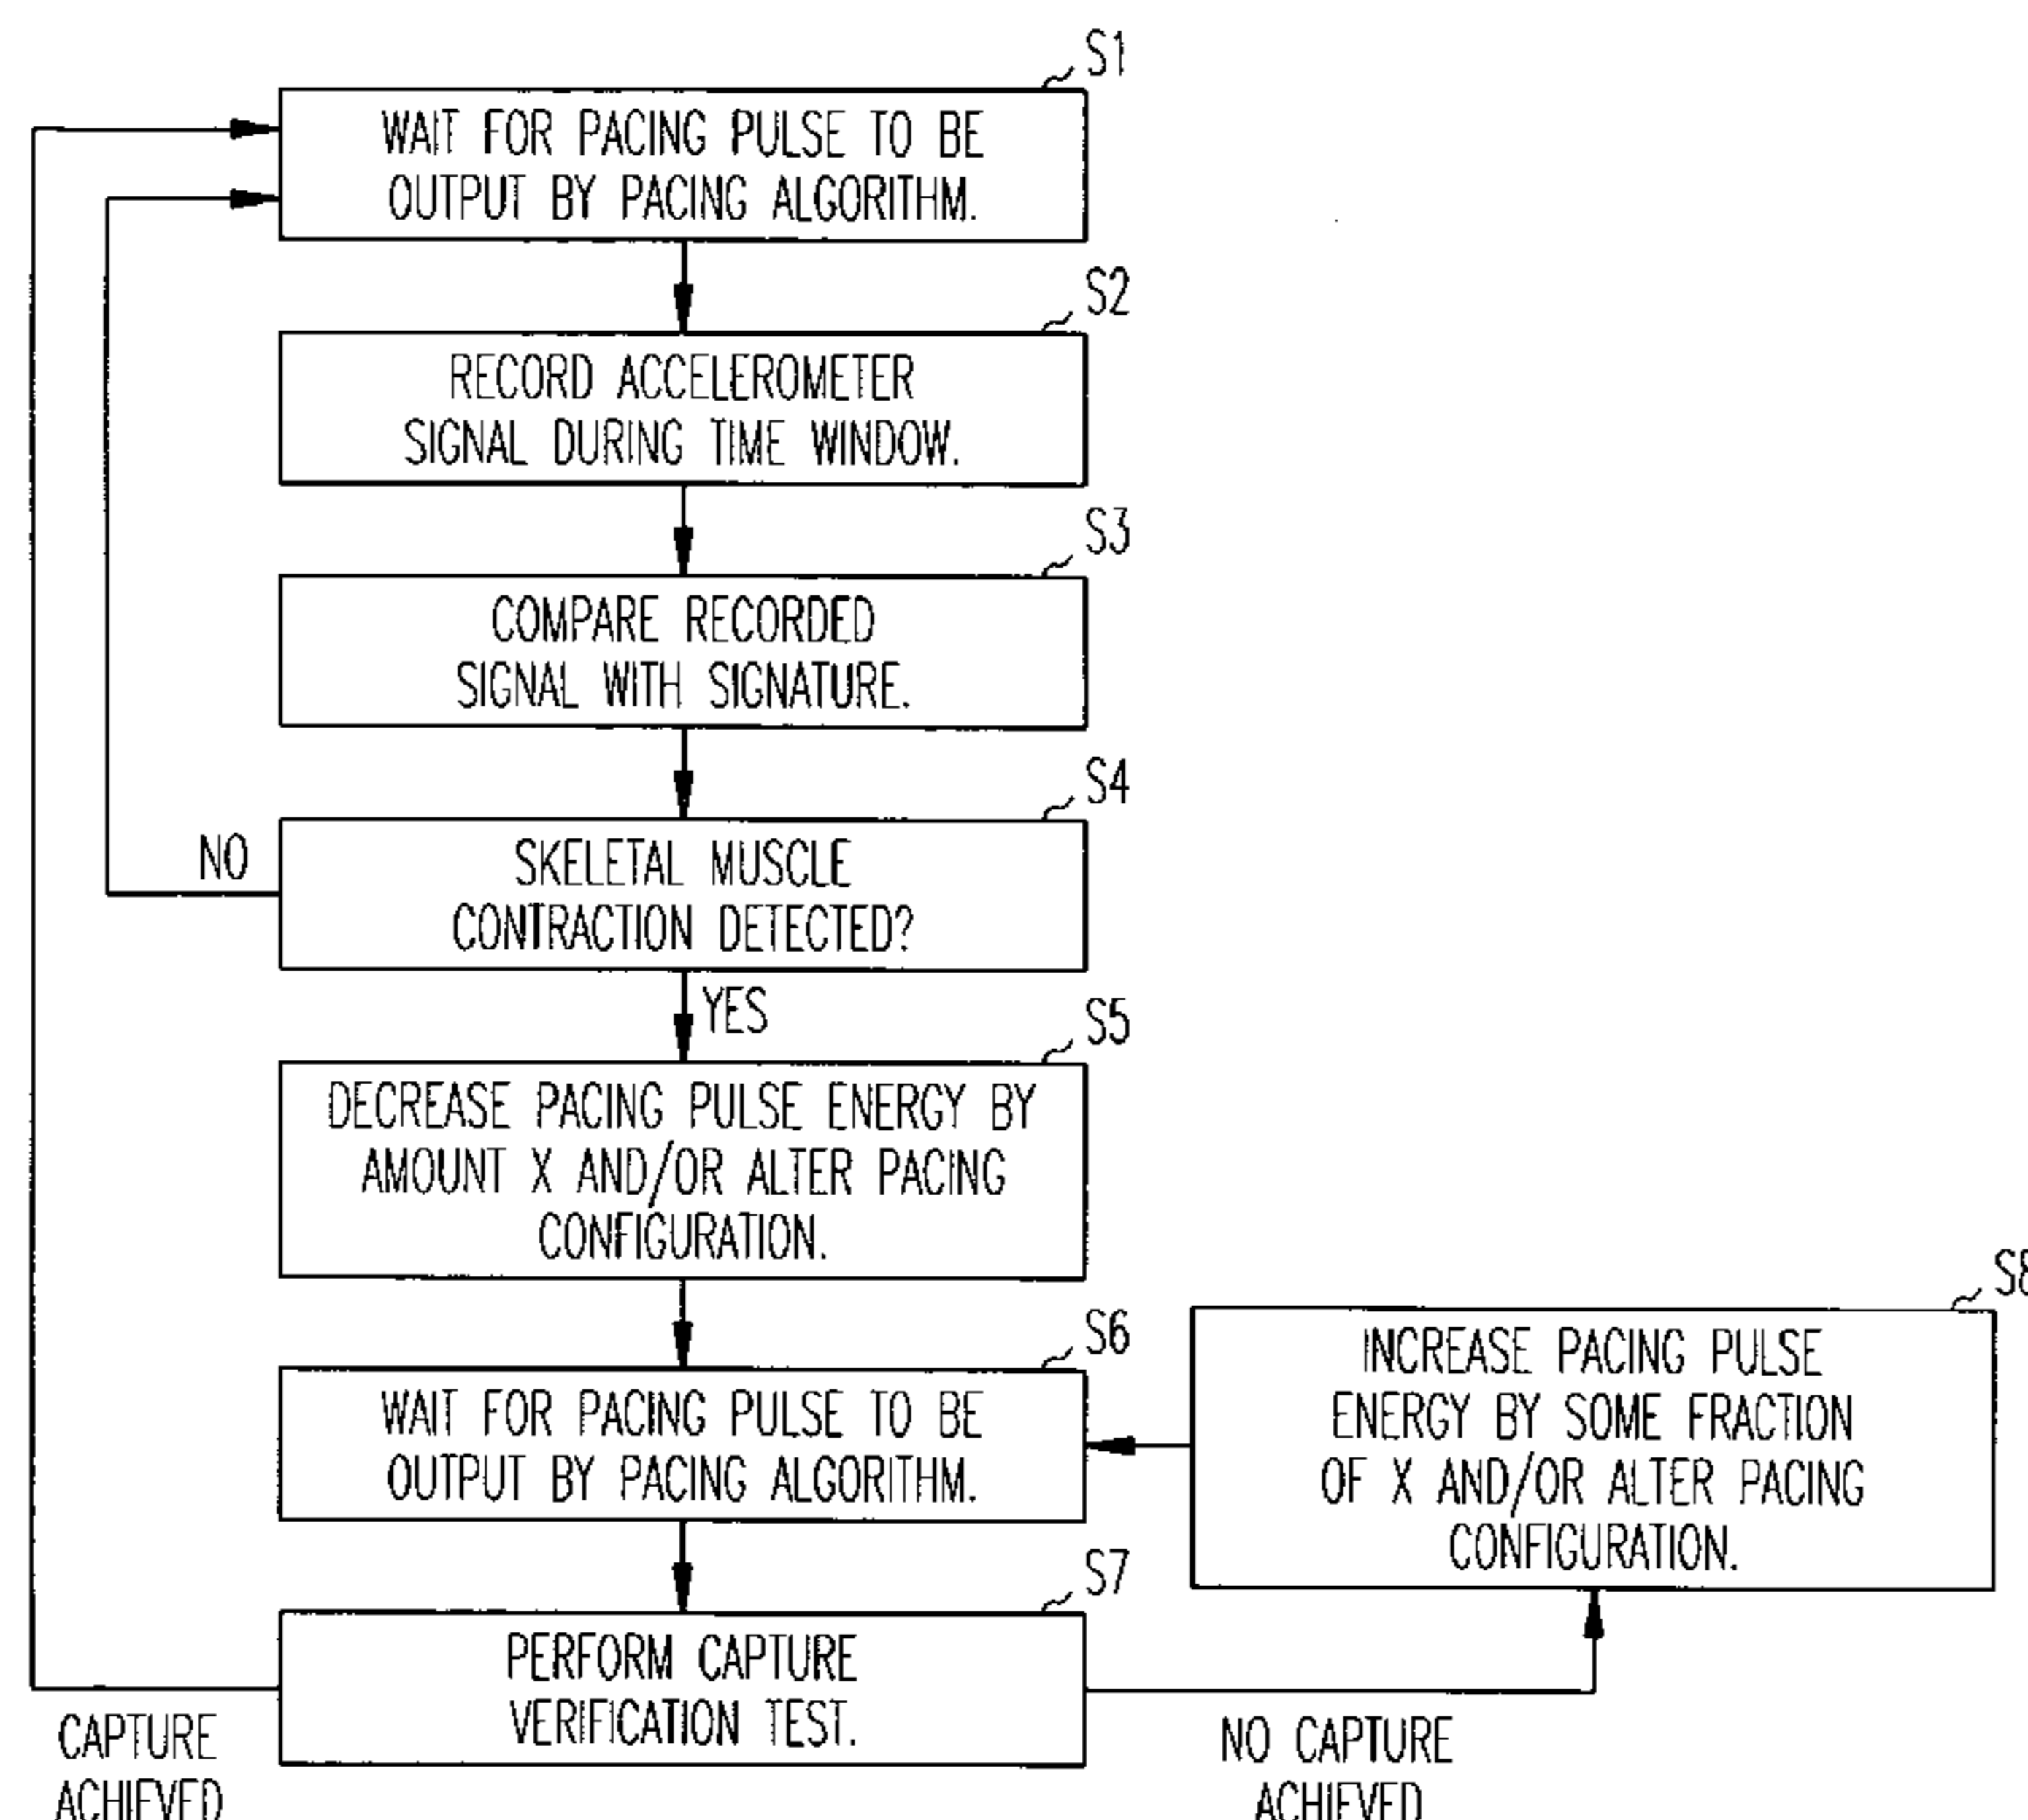 S1
WAIT FOR PACING PULSE TO BE
OUTPUT BY PACING ALGORITHM.
S2
RECORD ACCELEROMETER
SIGNAL DURING TIME WINDOW.
S3
COMPARE RECORDED
SIGNAL WITH SIGNATURE.
S4
NO
SKELETAL MUSCLE
CONTRACTION DETECTED?
YES
S5
DECREASE PACING PULSE ENERGY BY
AMOUNT X AND/OR ALTER PACING
CONFIGURATION.
S6
WAIT FOR PACING PULSE TO BE
OUTPUT BY PACING ALGORITHM.
S8
INCREASE PACING PULSE
ENERGY BY SOME FRACTION
OF X AND/OR ALTER PACING
CONFIGURATION.
S7
PERFORM CAPTURE
VERIFICATION TEST.
CAPTURE
ACHIEVED
NO CAPTURE
ACHIEVED